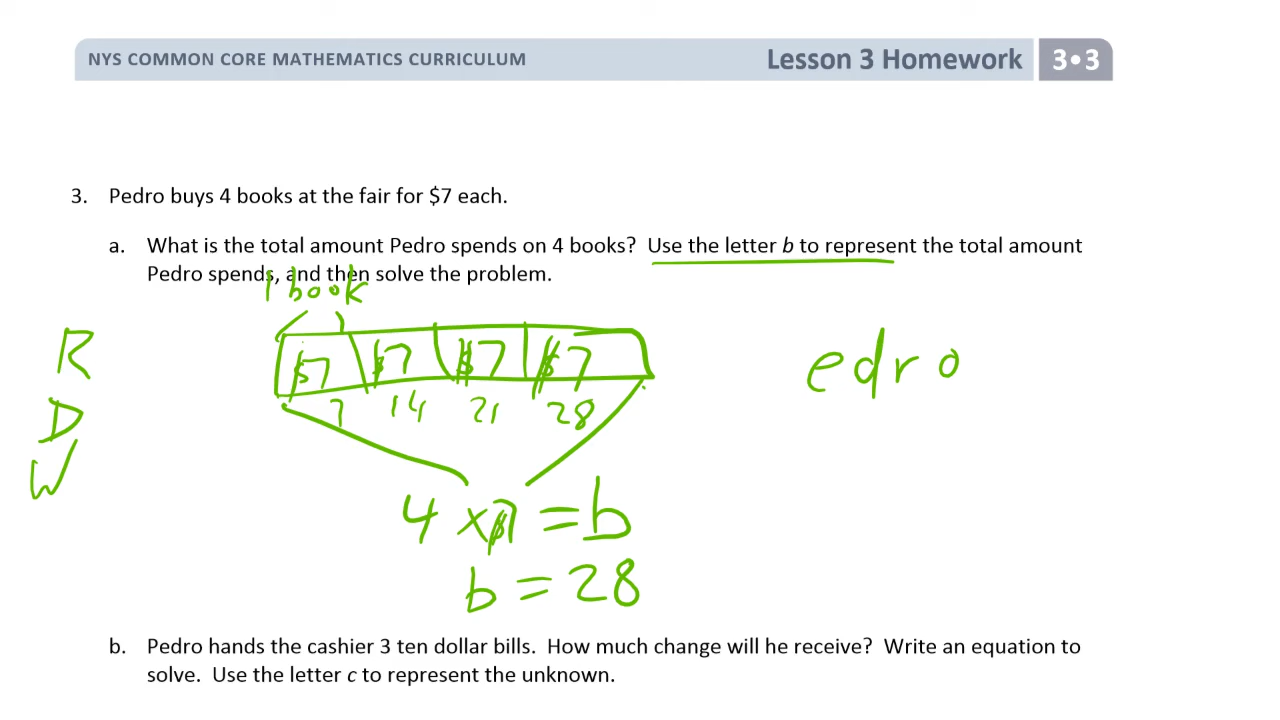 NYS COMMON CORE MATHEMATICS CURRICULUM Lesson 3 Homework 3•3
3. Pedro buys 4 books at the fair for $7 each.
a. What is the total amount Pedro spends on 4 books? Use the letter b to represent the total amount
Pedro spends, and then solve the problem.
1 book
R
$7 $7 $7 $7
edro
7 14 21 28
D
W
4 x $7 = b
b = 28
b. Pedro hands the cashier 3 ten dollar bills. How much change will he receive? Write an equation to
solve. Use the letter c to represent the unknown.